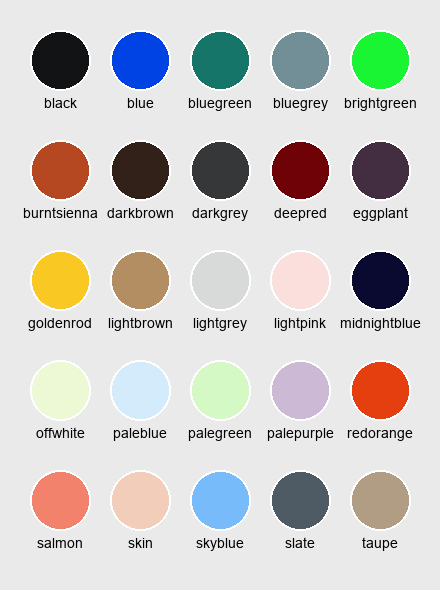 black blue bluegreen bluegrey brightgreen
burntsienna darkbrown darkgrey deepred eggplant
goldenrod lightbrown lightgrey lightpink midnightblue
offwhite paleblue palegreen palepurple redorange
salmon skin skyblue slate taupe